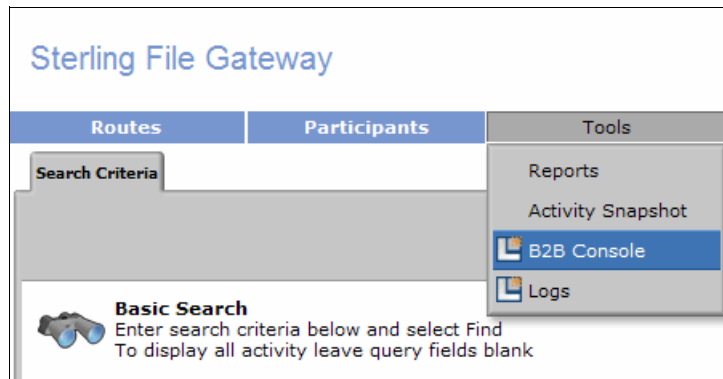 Sterling File Gateway
Routes Participants Tools
Search Criteria
Reports
Activity Snapshot
B2B Console
Logs
Basic Search
Enter search criteria below and select Find
To display all activity leave query fields blank